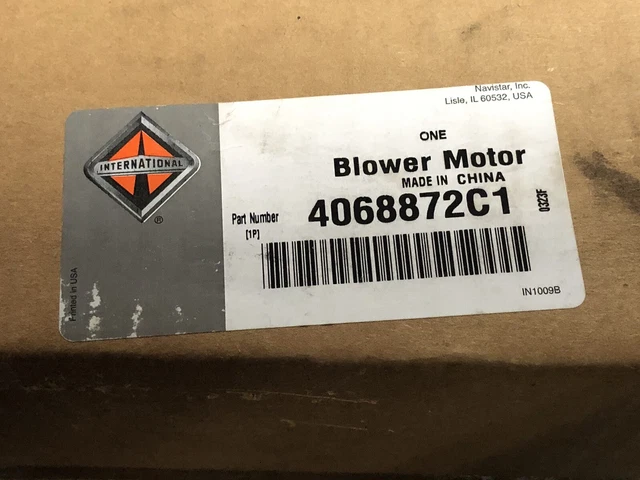 Navistar, Inc.
Lisle, IL 60532, USA
INTERNATIONAL
®
ONE
Blower Motor
MADE IN CHINA
Part Number
[1P]
4068872C1
0323F
Printed in USA
IN1009B